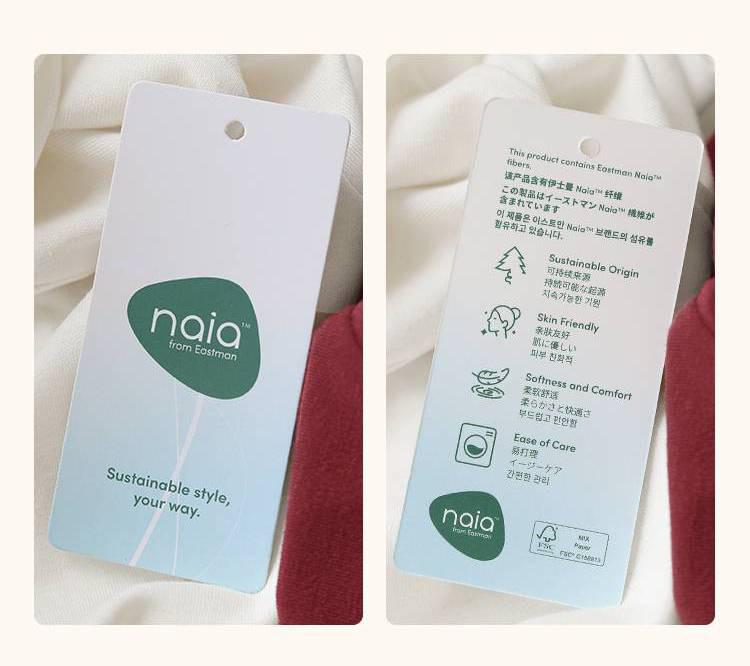 naia™
from Eastman
Sustainable style,
your way.
This product contains Eastman Naia™
fibers.
该产品含有伊士曼 Naia™ 纤维
この製品はイーストマン Naia™ 繊維が
含まれています
이 제품은 이스트만 Naia™ 브랜드의 섬유를
함유하고 있습니다.
Sustainable Origin
可持续来源
持続可能な起源
지속가능한 기원
Skin Friendly
亲肤友好
肌に優しい
피부 친화적
Softness and Comfort
柔软舒适
柔らかさと快適さ
부드럽고 편안함
Ease of Care
易打理
イージーケア
간편한 관리
naia™
from Eastman
FSC
MIX
Paper
FSC®